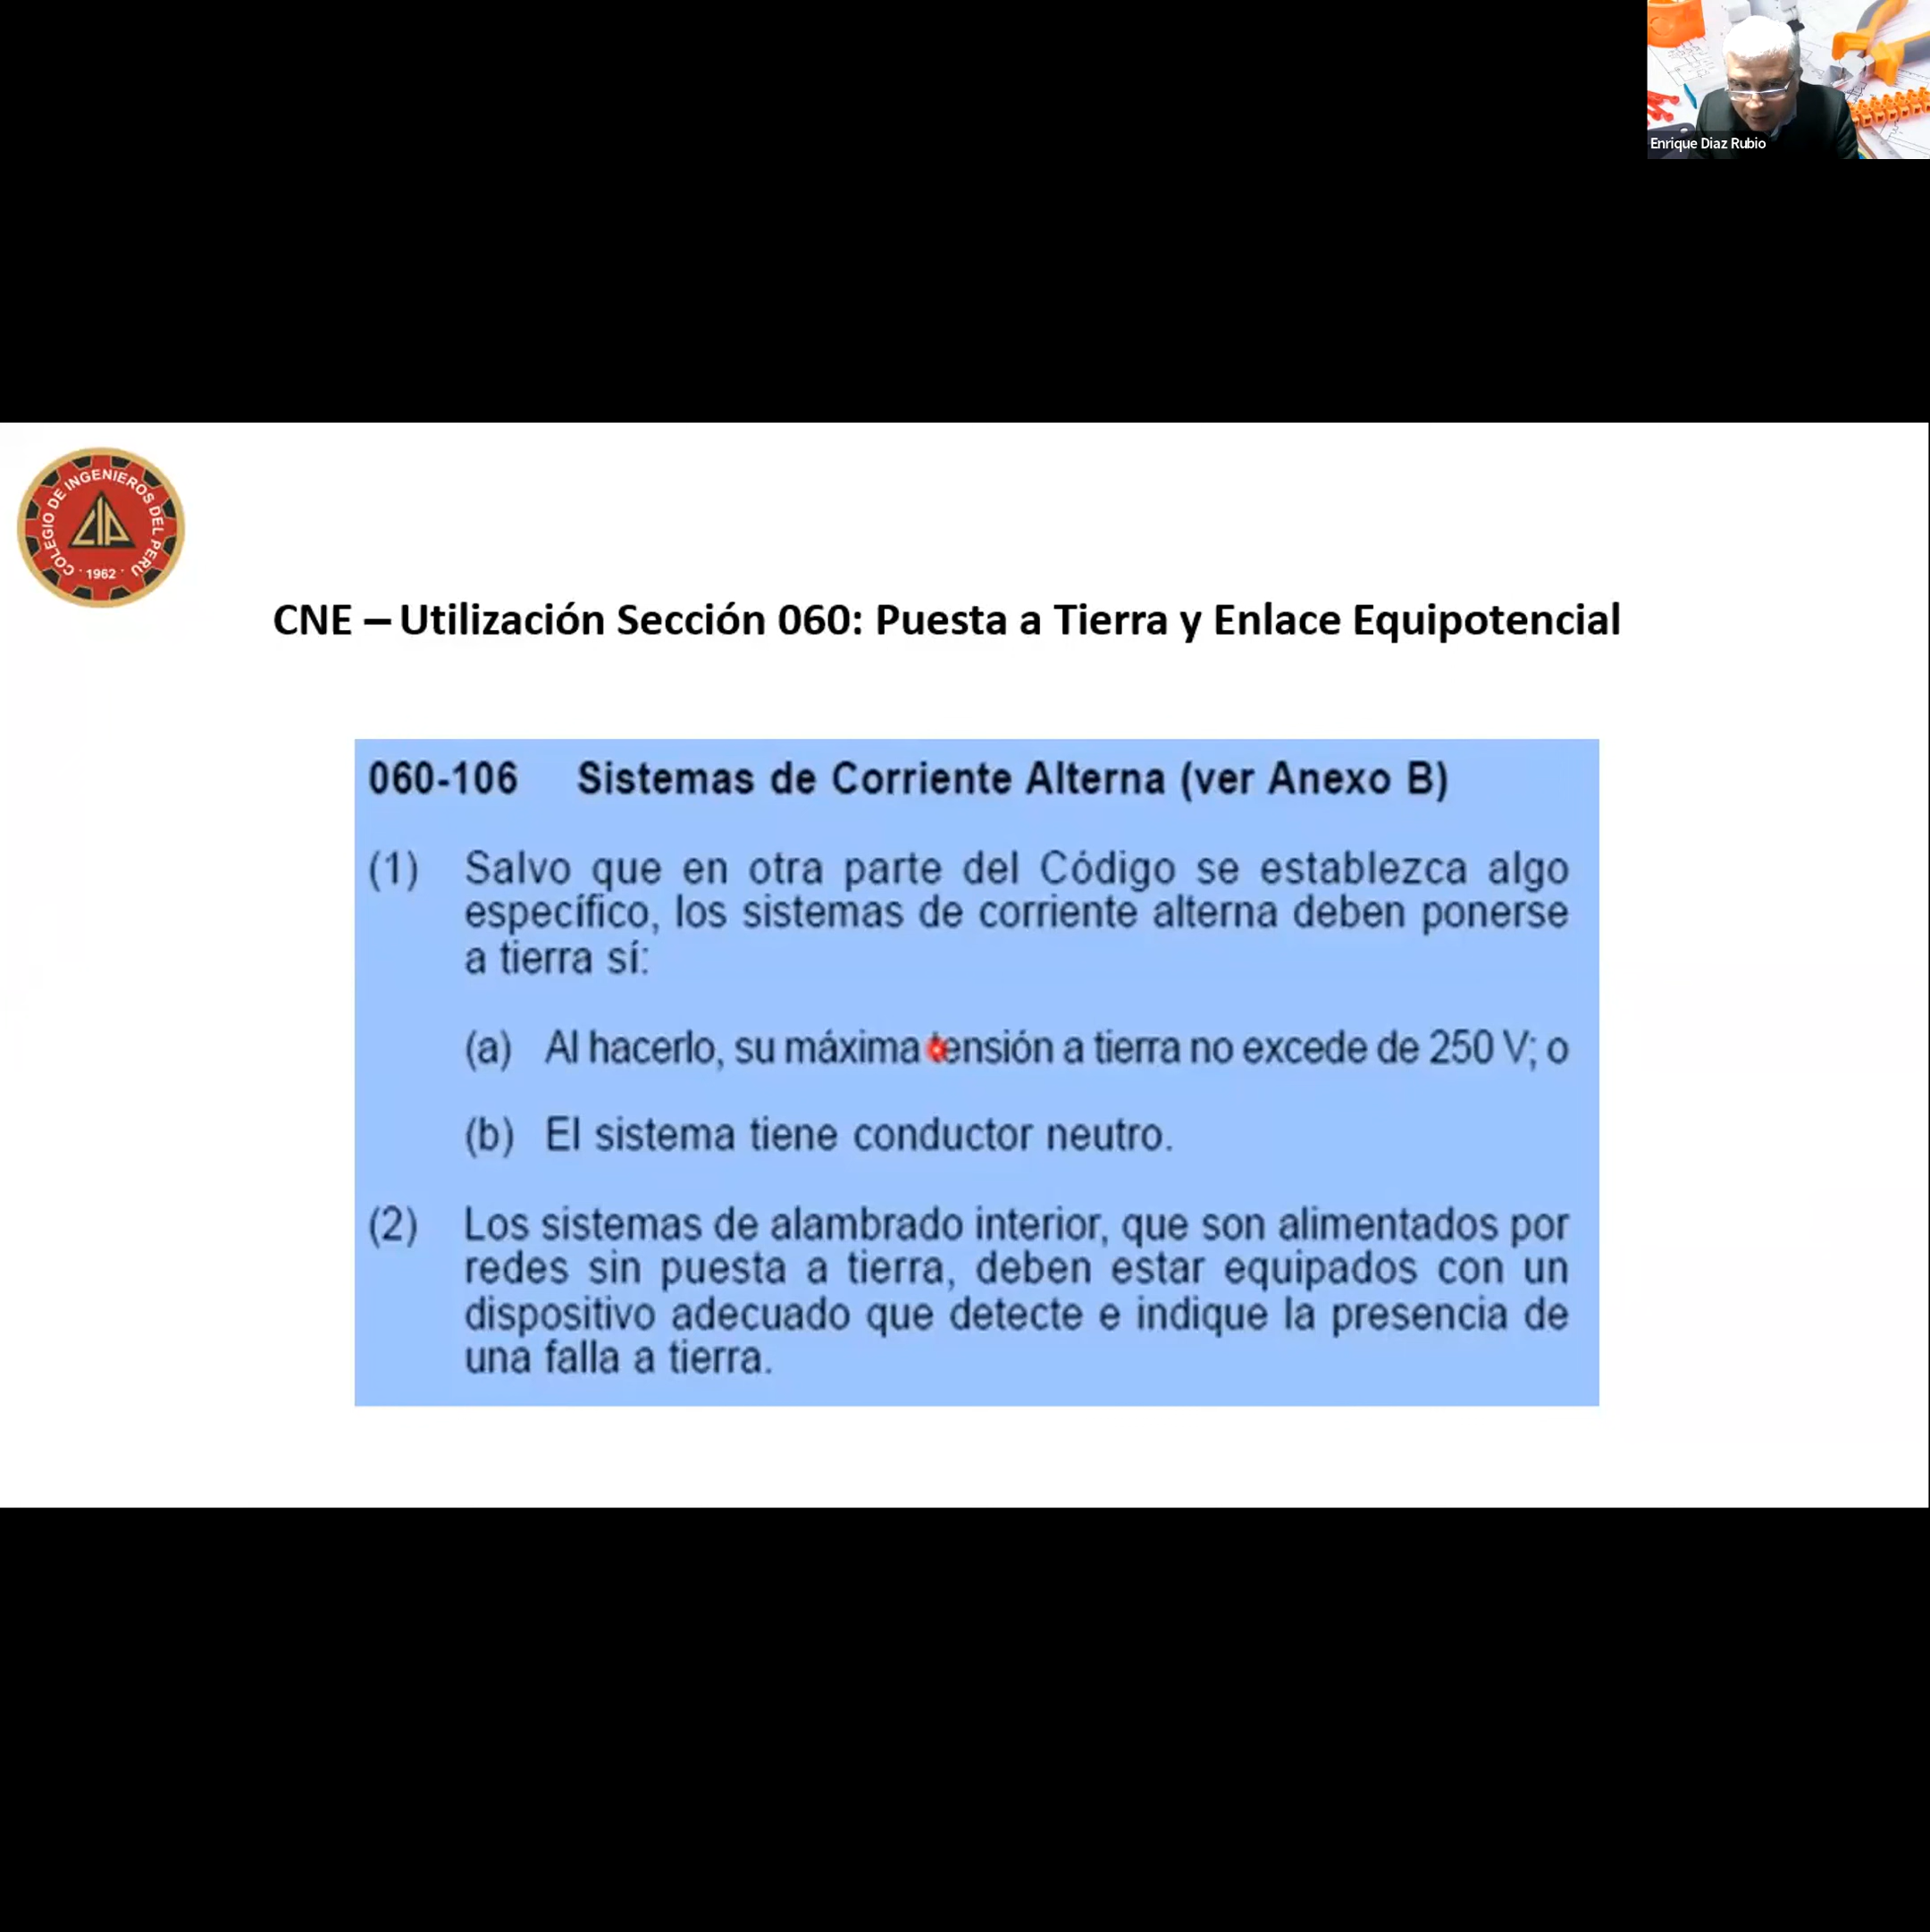 Enrique Diaz Rubio
COLEGIO DE INGENIEROS DEL PERÚ
CIP
· 1962 ·
CNE – Utilización Sección 060: Puesta a Tierra y Enlace Equipotencial
060-106 Sistemas de Corriente Alterna (ver Anexo B)
(1) Salvo que en otra parte del Código se establezca algo
específico, los sistemas de corriente alterna deben ponerse
a tierra sí:
(a) Al hacerlo, su máxima tensión a tierra no excede de 250 V; o
(b) El sistema tiene conductor neutro.
(2) Los sistemas de alambrado interior, que son alimentados por
redes sin puesta a tierra, deben estar equipados con un
dispositivo adecuado que detecte e indique la presencia de
una falla a tierra.